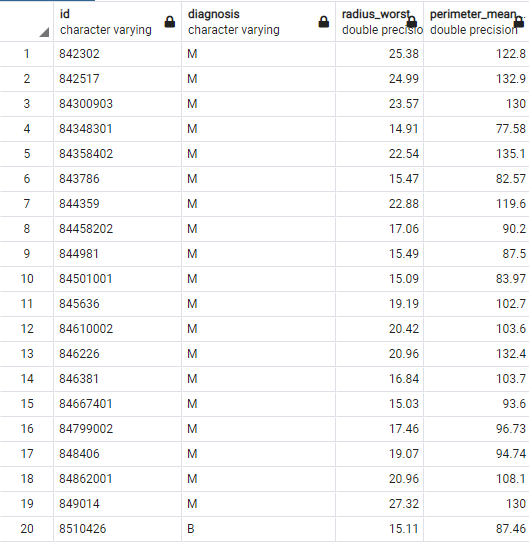 id diagnosis radius_worst perimeter_mean
character varying character varying double precisio double precision
1 842302 M 25.38 122.8
2 842517 M 24.99 132.9
3 84300903 M 23.57 130
4 84348301 M 14.91 77.58
5 84358402 M 22.54 135.1
6 843786 M 15.47 82.57
7 844359 M 22.88 119.6
8 84458202 M 17.06 90.2
9 844981 M 15.49 87.5
10 84501001 M 15.09 83.97
11 845636 M 19.19 102.7
12 84610002 M 20.42 103.6
13 846226 M 20.96 132.4
14 846381 M 16.84 103.7
15 84667401 M 15.03 93.6
16 84799002 M 17.46 96.73
17 848406 M 19.07 94.74
18 84862001 M 20.96 108.1
19 849014 M 27.32 130
20 8510426 B 15.11 87.46